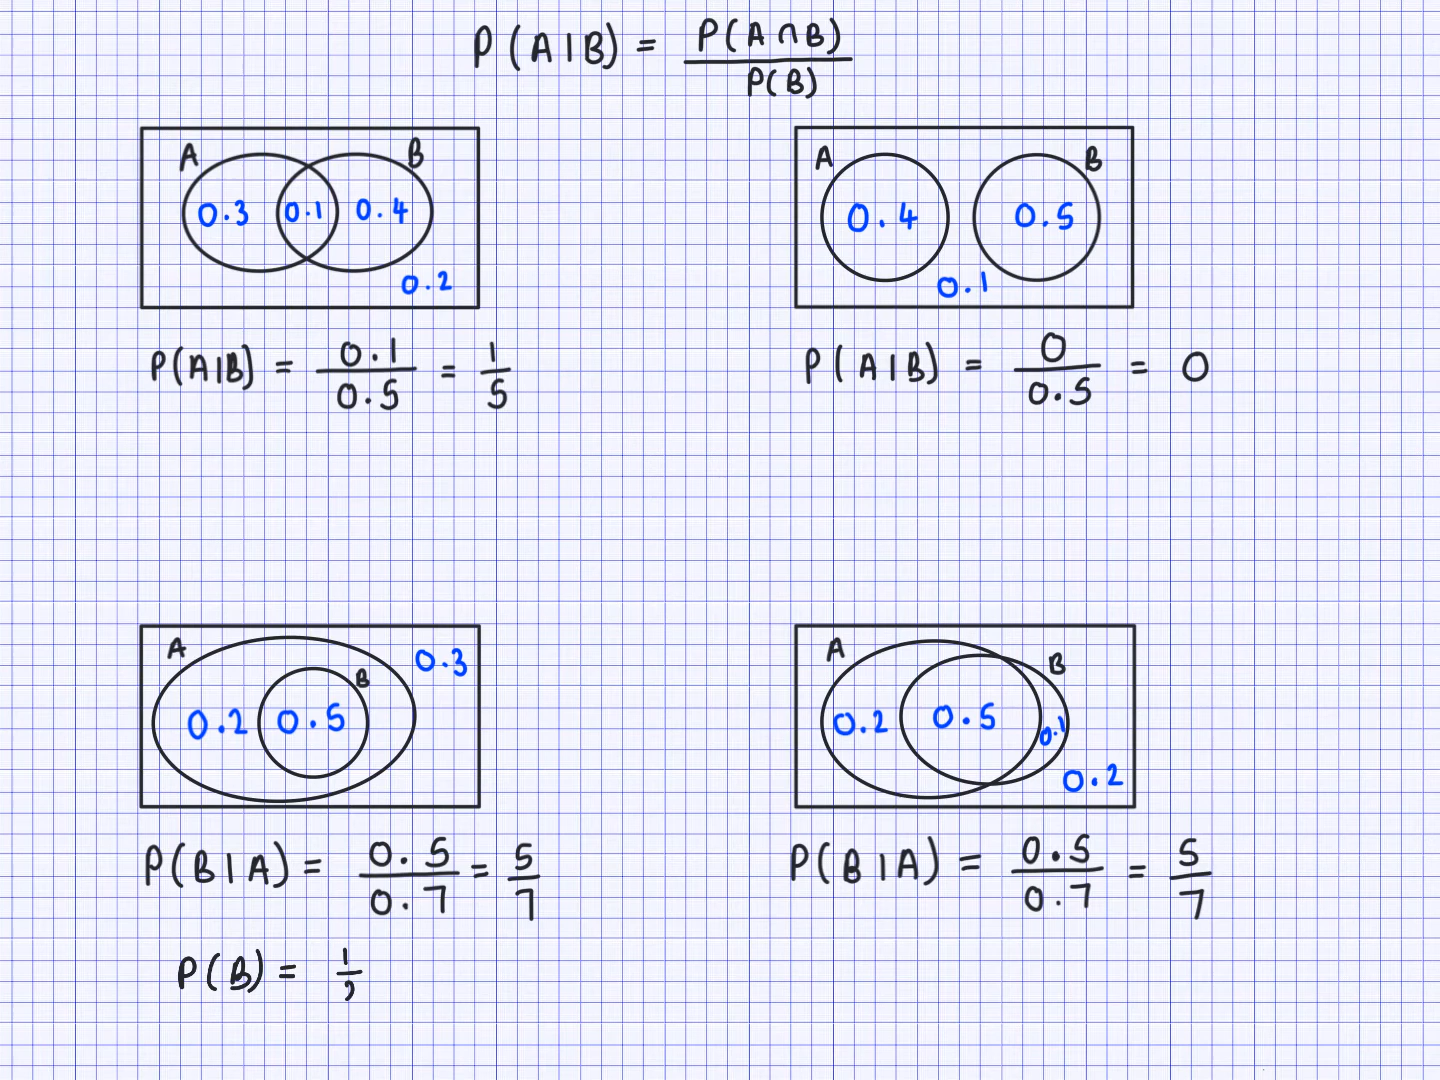 P(A|B) = P(A∩B) / P(B)
A B
0.3 0.1 0.4
0.2
P(A|B) = 0.1 / 0.5 = 1 / 5
A B
0.4 0.5
0.1
P(A|B) = 0 / 0.5 = 0
A 0.3
B
0.2 0.5
P(B|A) = 0.5 / 0.7 = 5 / 7
P(B) = 1 /
A B
0.2 0.5 0.1
0.2
P(B|A) = 0.5 / 0.7 = 5 / 7